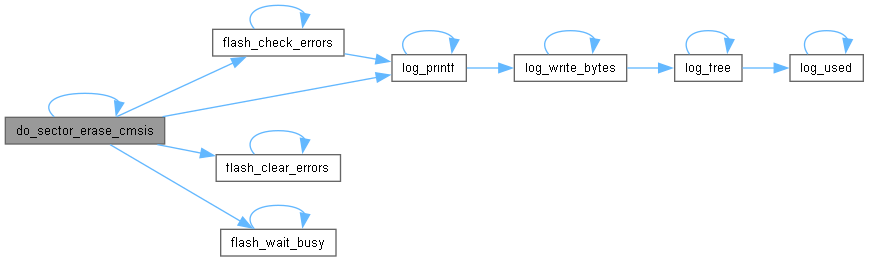 flash_check_errors
log_printf
log_write_bytes
log_free
log_used
do_sector_erase_cmsis
flash_clear_errors
flash_wait_busy